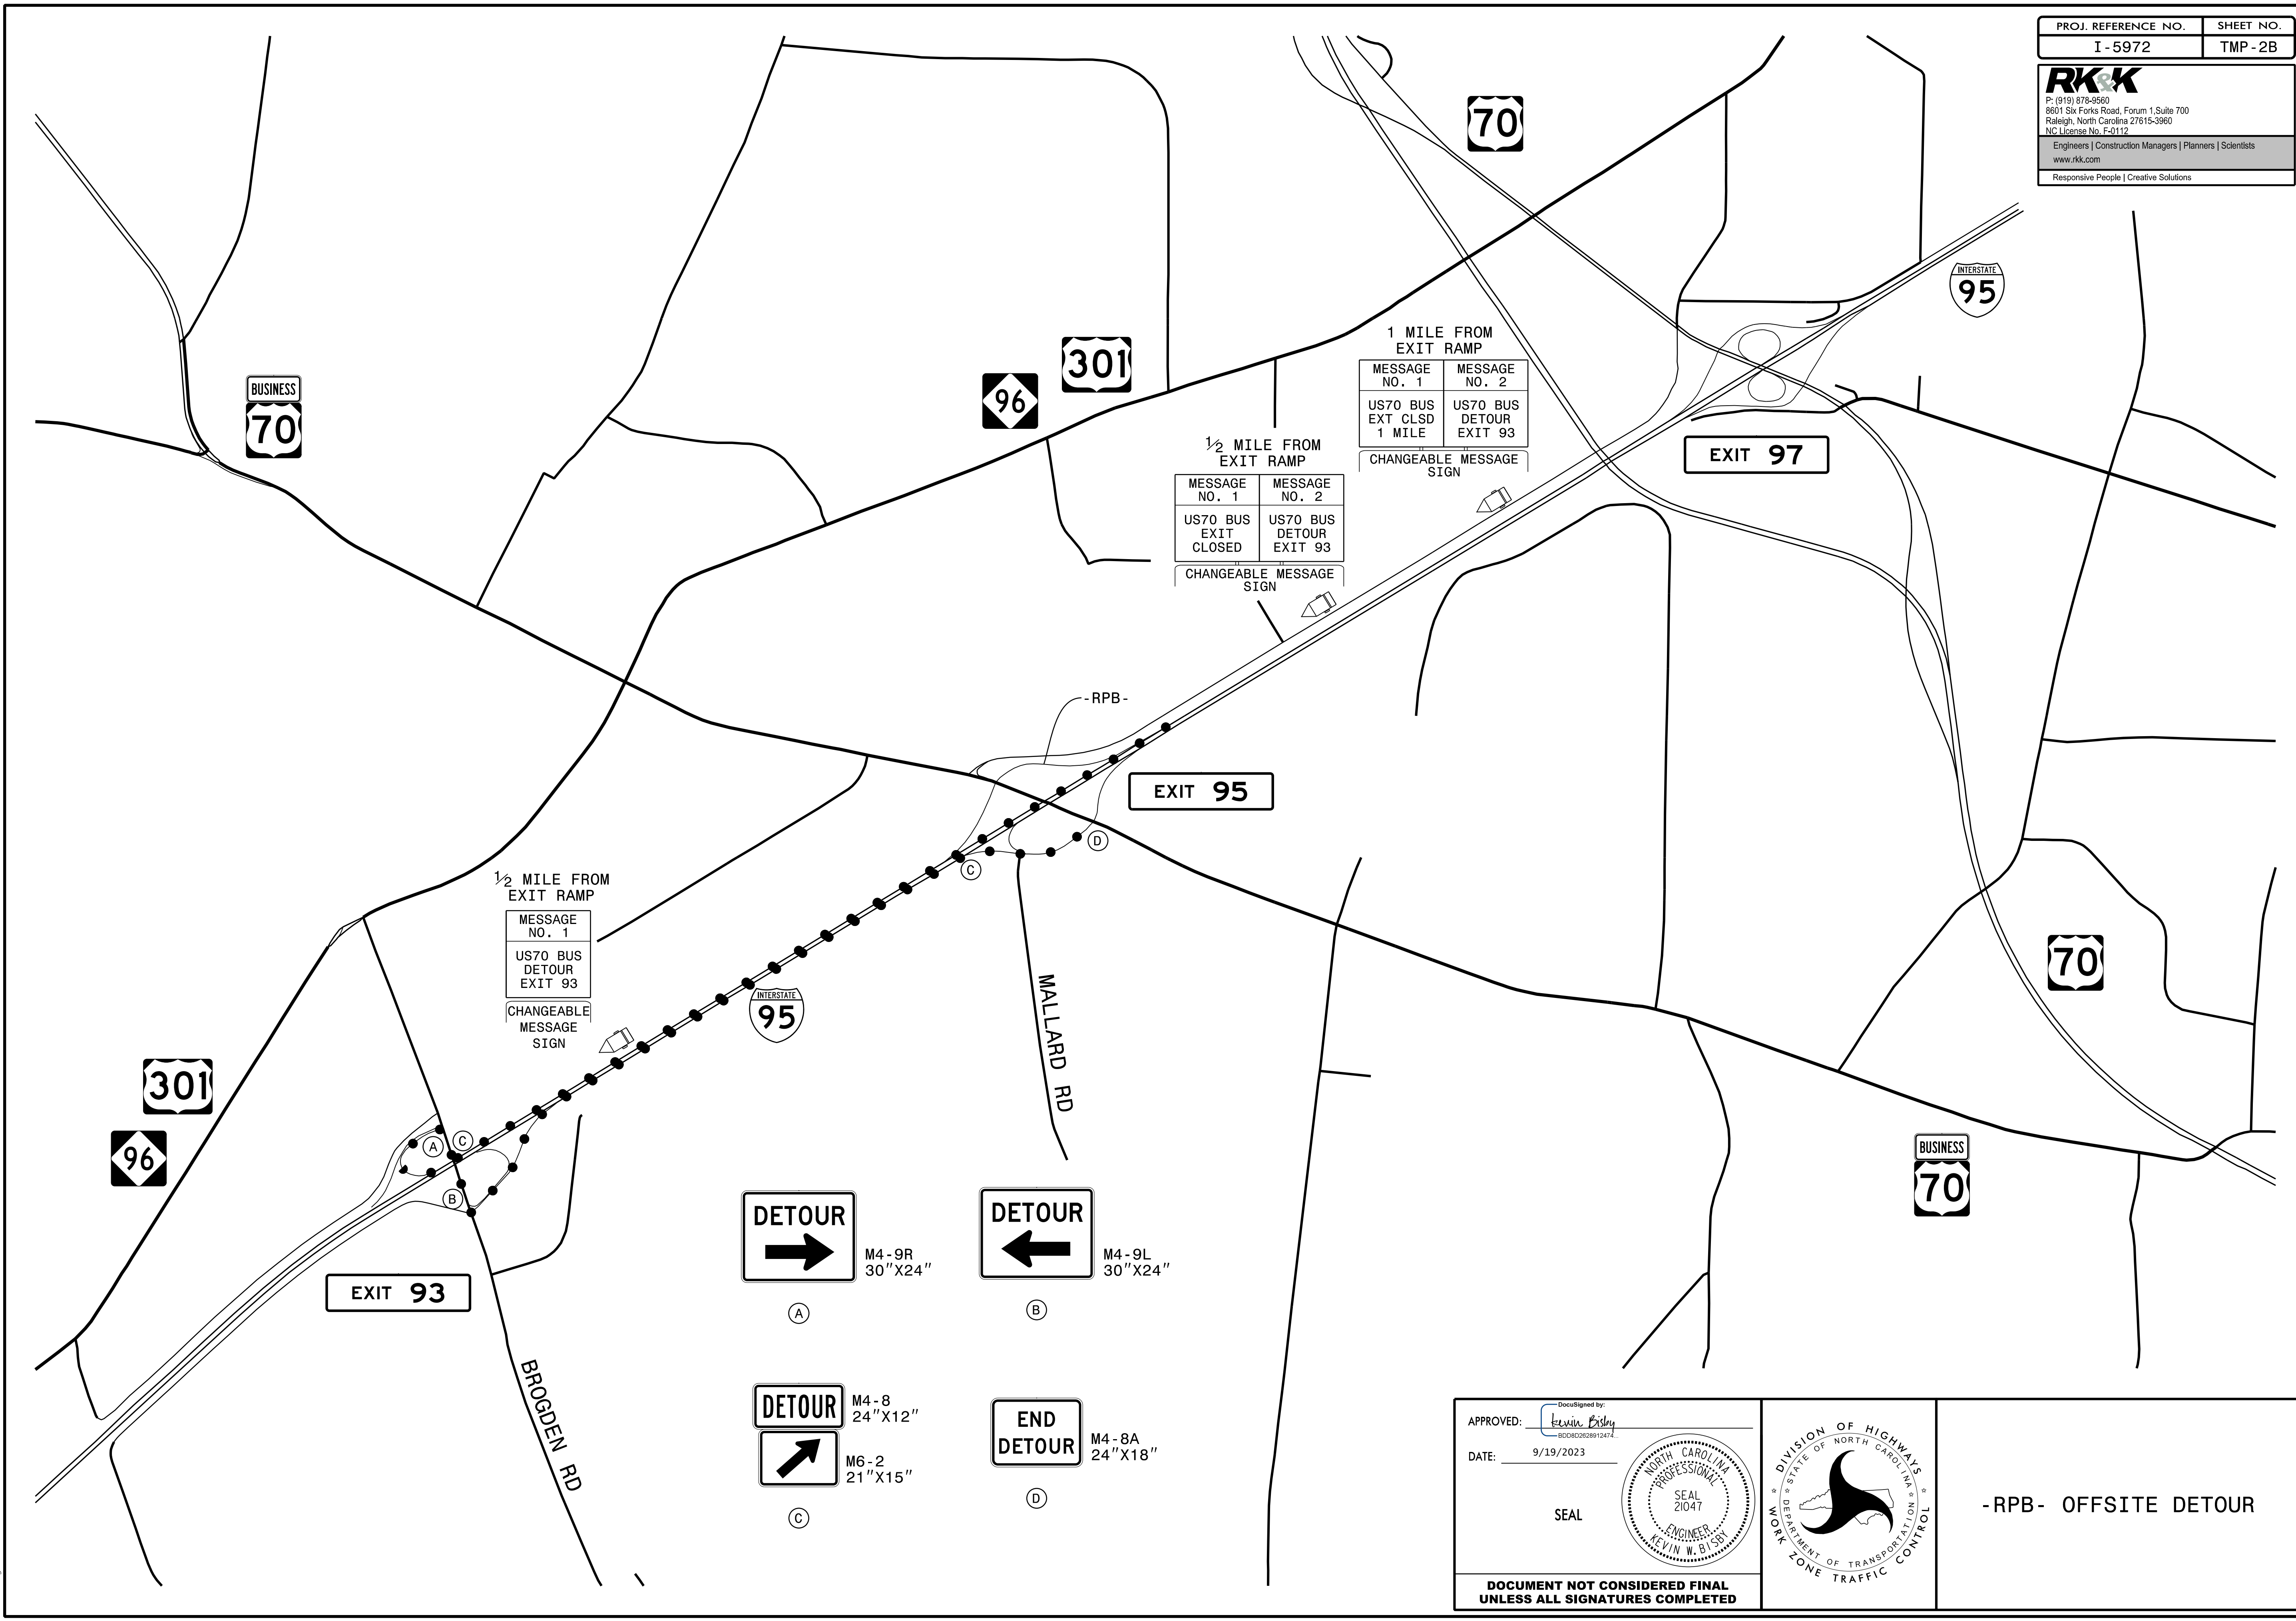 PROJ. REFERENCE NO.
SHEET NO.
I-5972
TMP-2B
RK&K
P: (919) 878-9560
8601 Six Forks Road, Forum 1,Suite 700
Raleigh, North Carolina 27615-3960
NC License No. F-0112
Engineers | Construction Managers | Planners | Scientists
www.rkk.com
Responsive People | Creative Solutions
70
INTERSTATE
95
BUSINESS
70
96
301
1 MILE FROM
EXIT RAMP
MESSAGE
NO. 1
MESSAGE
NO. 2
US70 BUS
EXT CLSD
1 MILE
US70 BUS
DETOUR
EXIT 93
CHANGEABLE MESSAGE
SIGN
EXIT 97
1/2 MILE FROM
EXIT RAMP
MESSAGE
NO. 1
MESSAGE
NO. 2
US70 BUS
EXIT
CLOSED
US70 BUS
DETOUR
EXIT 93
CHANGEABLE MESSAGE
SIGN
-RPB-
EXIT 95
D
C
1/2 MILE FROM
EXIT RAMP
MESSAGE
NO. 1
US70 BUS
DETOUR
EXIT 93
CHANGEABLE
MESSAGE
SIGN
INTERSTATE
95
MALLARD RD
70
301
96
A
C
B
BUSINESS
70
EXIT 93
BROGDEN RD
DETOUR
M4-9R
30"X24"
A
DETOUR
M4-9L
30"X24"
B
DETOUR
M4-8
24"X12"
M6-2
21"X15"
C
END
DETOUR
M4-8A
24"X18"
D
DocuSigned by:
APPROVED:
Kevin Bisby
BDD8D2628912474...
DATE:
9/19/2023
SEAL
NORTH CAROLINA
PROFESSIONAL
SEAL
21047
ENGINEER
KEVIN W. BISBY
DOCUMENT NOT CONSIDERED FINAL
UNLESS ALL SIGNATURES COMPLETED
DIVISION OF HIGHWAYS
STATE OF NORTH CAROLINA
DEPARTMENT OF TRANSPORTATION
WORK ZONE TRAFFIC CONTROL
-RPB- OFFSITE DETOUR